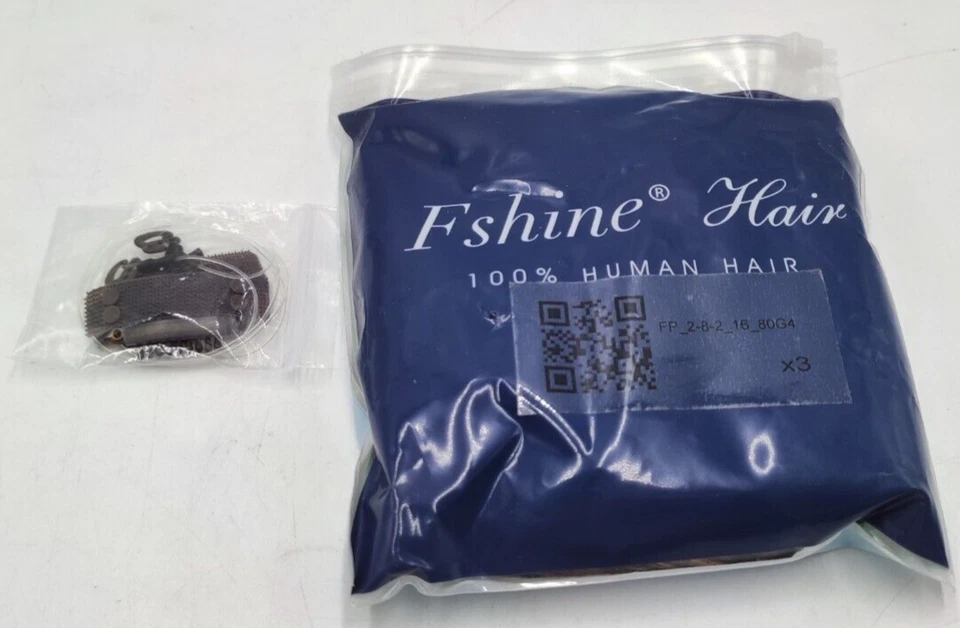 Fshine® Hair
100% HUMAN HAIR
FP_2-8-2_16_80G4
x3